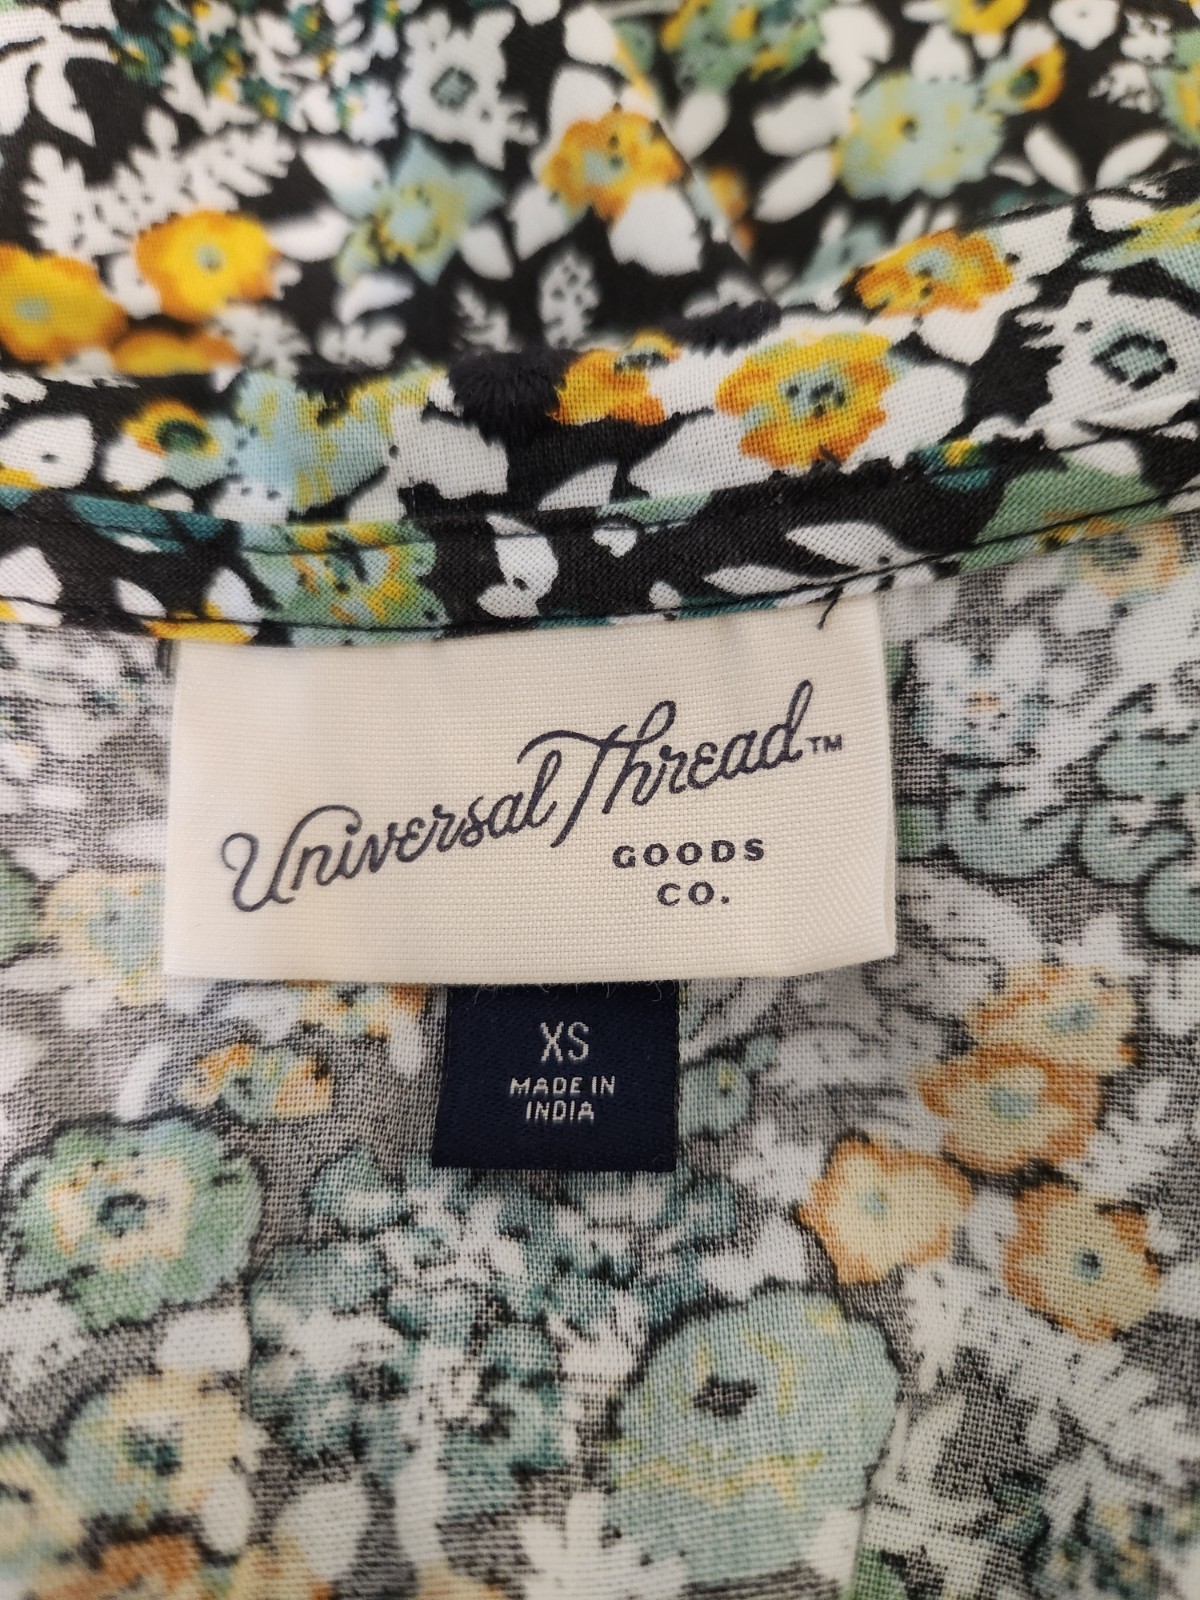 Universal Thread™
GOODS
CO.
XS
MADE IN
INDIA